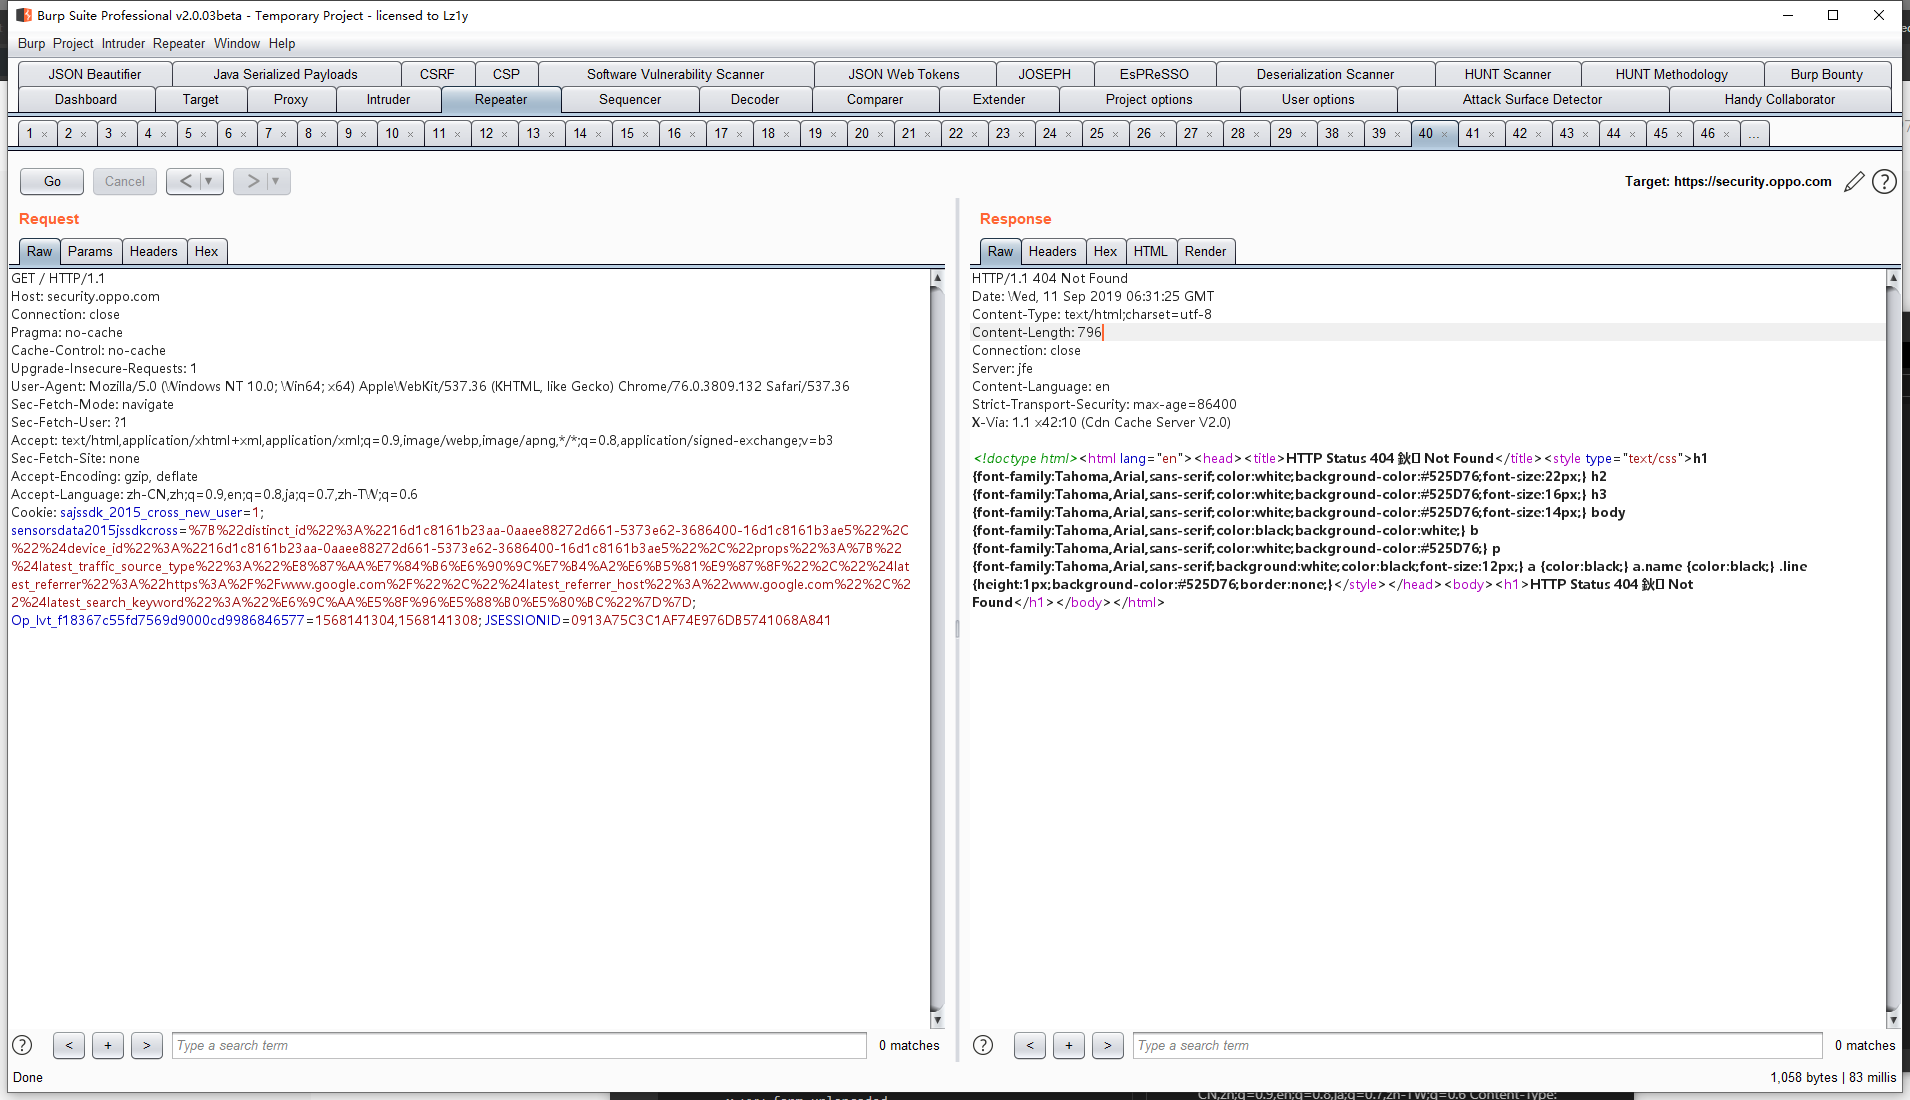 Burp Suite Professional v2.0.03beta - Temporary Project - licensed to Lz1y
Burp Project Intruder Repeater Window Help
JSON Beautifier Java Serialized Payloads CSRF CSP Software Vulnerability Scanner JSON Web Tokens JOSEPH EsPReSSO Deserialization Scanner HUNT Scanner HUNT Methodology Burp Bounty
Dashboard Target Proxy Intruder Repeater Sequencer Decoder Comparer Extender Project options User options Attack Surface Detector Handy Collaborator
1 × 2 × 3 × 4 × 5 × 6 × 7 × 8 × 9 × 10 × 11 × 12 × 13 × 14 × 15 × 16 × 17 × 18 × 19 × 20 × 21 × 22 × 23 × 24 × 25 × 26 × 27 × 28 × 29 × 38 × 39 × 40 × 41 × 42 × 43 × 44 × 45 × 46 × ...
Go Cancel < ▼ > ▼ Target: https://security.oppo.com ?
Request
Raw Params Headers Hex
GET / HTTP/1.1
Host: security.oppo.com
Connection: close
Pragma: no-cache
Cache-Control: no-cache
Upgrade-Insecure-Requests: 1
User-Agent: Mozilla/5.0 (Windows NT 10.0; Win64; x64) AppleWebKit/537.36 (KHTML, like Gecko) Chrome/76.0.3809.132 Safari/537.36
Sec-Fetch-Mode: navigate
Sec-Fetch-User: ?1
Accept: text/html,application/xhtml+xml,application/xml;q=0.9,image/webp,image/apng,*/*;q=0.8,application/signed-exchange;v=b3
Sec-Fetch-Site: none
Accept-Encoding: gzip, deflate
Accept-Language: zh-CN,zh;q=0.9,en;q=0.8,ja;q=0.7,zh-TW;q=0.6
Cookie: sajssdk_2015_cross_new_user=1;
sensorsdata2015jssdkcross=%7B%22distinct_id%22%3A%2216d1c8161b23aa-0aaee88272d661-5373e62-3686400-16d1c8161b3ae5%22%2C
%22%24device_id%22%3A%2216d1c8161b23aa-0aaee88272d661-5373e62-3686400-16d1c8161b3ae5%22%2C%22props%22%3A%7B%22
%24latest_traffic_source_type%22%3A%22%E8%87%AA%E7%84%B6%E6%90%9C%E7%B4%A2%E6%B5%81%E9%87%8F%22%2C%22%24lat
est_referrer%22%3A%22https%3A%2F%2Fwww.google.com%2F%22%2C%22%24latest_referrer_host%22%3A%22www.google.com%22%2C%2
2%24latest_search_keyword%22%3A%22%E6%9C%AA%E5%8F%96%E5%88%B0%E5%80%BC%22%7D%7D;
Op_lvt_f18367c55fd7569d9000cd9986846577=1568141304,1568141308; JSESSIONID=0913A75C3C1AF74E976DB5741068A841
? < + > Type a search term 0 matches
Response
Raw Headers Hex HTML Render
HTTP/1.1 404 Not Found
Date: Wed, 11 Sep 2019 06:31:25 GMT
Content-Type: text/html;charset=utf-8
Content-Length: 796
Connection: close
Server: jfe
Content-Language: en
Strict-Transport-Security: max-age=86400
X-Via: 1.1 x42:10 (Cdn Cache Server V2.0)
<!doctype html><html lang="en"><head><title>HTTP Status 404 鈥 Not Found</title><style type="text/css">h1
{font-family:Tahoma,Arial,sans-serif;color:white;background-color:#525D76;font-size:22px;} h2
{font-family:Tahoma,Arial,sans-serif;color:white;background-color:#525D76;font-size:16px;} h3
{font-family:Tahoma,Arial,sans-serif;color:white;background-color:#525D76;font-size:14px;} body
{font-family:Tahoma,Arial,sans-serif;color:black;background-color:white;} b
{font-family:Tahoma,Arial,sans-serif;color:white;background-color:#525D76;} p
{font-family:Tahoma,Arial,sans-serif;background:white;color:black;font-size:12px;} a {color:black;} a.name {color:black;} .line
{height:1px;background-color:#525D76;border:none;}</style></head><body><h1>HTTP Status 404 鈥 Not
Found</h1></body></html>
? < + > Type a search term 0 matches
Done
1,058 bytes | 83 millis
CN,zh;q=0.9,en;q=0.8,ja;q=0.7,zh-TW;q=0.6 Content-Type: